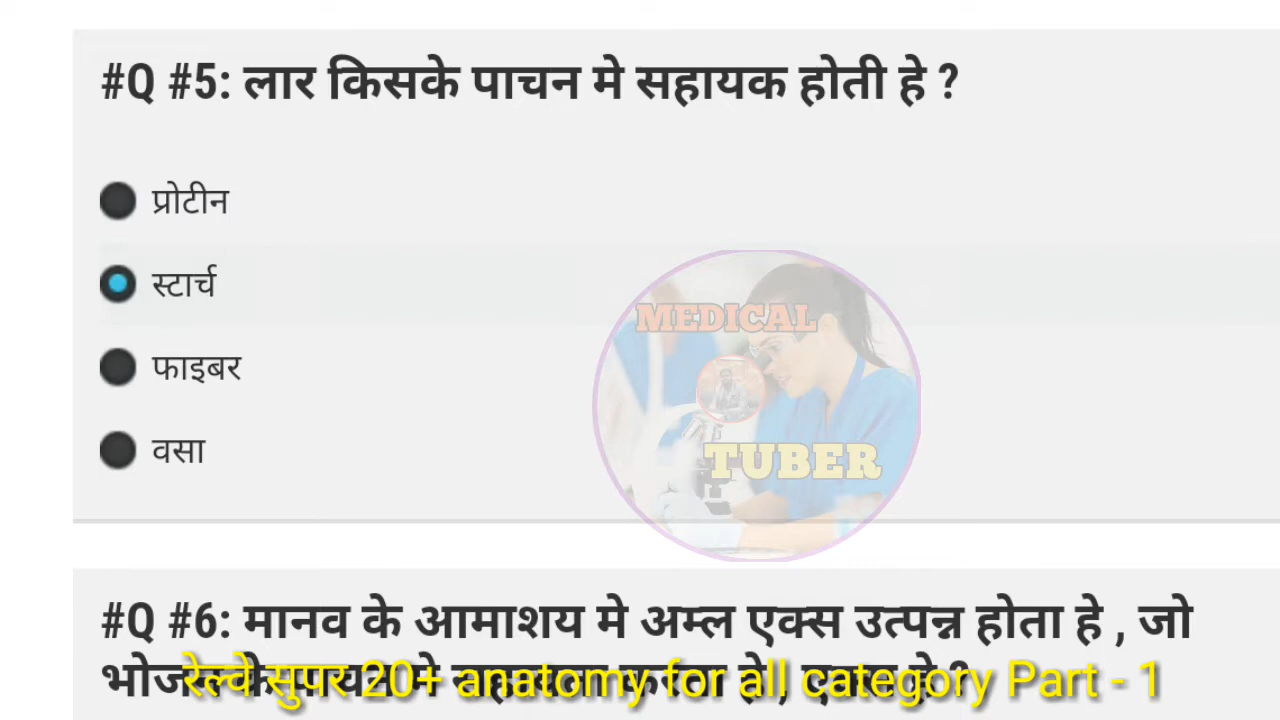 #Q #5: लार किसके पाचन मे सहायक होती हे ?
प्रोटीन
स्टार्च
फाइबर
वसा
MEDICAL
TUBER
#Q #6: मानव के आमाशय मे अम्ल एक्स उत्पन्न होता हे , जो
रेल्वे सुपर 20+ anatomy for all category Part - 1